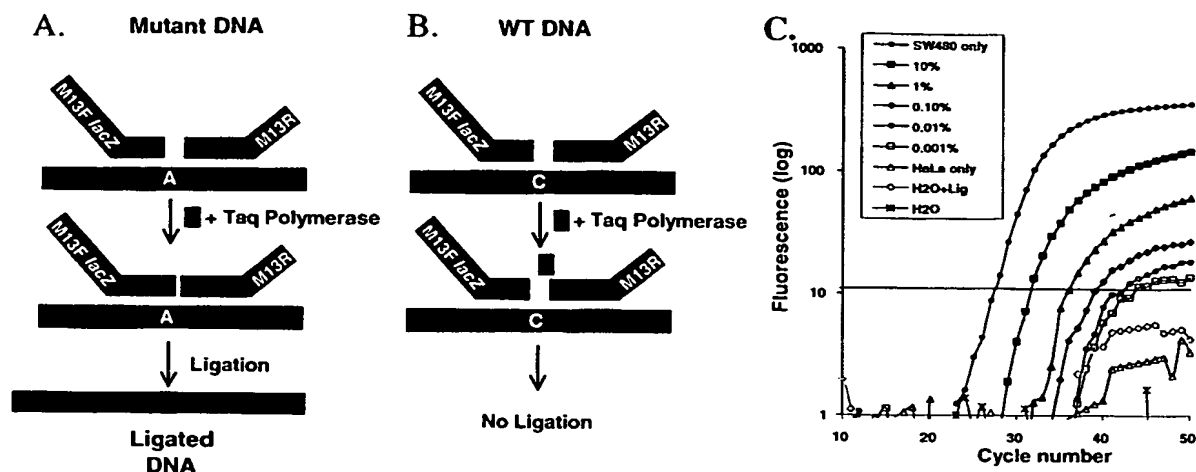 A.
Mutant DNA
M13F lacZ
M13R
A
+ Taq Polymerase
M13F lacZ
M13R
A
Ligation
Ligated
DNA
B.
WT DNA
M13F lacZ
M13R
C
+ Taq Polymerase
M13F lacZ
M13R
C
No Ligation
C.
1000
100
10
1
Fluorescence (log)
SW480 only
10%
1%
0.10%
0.01%
0.001%
HeLa only
H2O+Lig
H2O
10
20
30
40
50
Cycle number